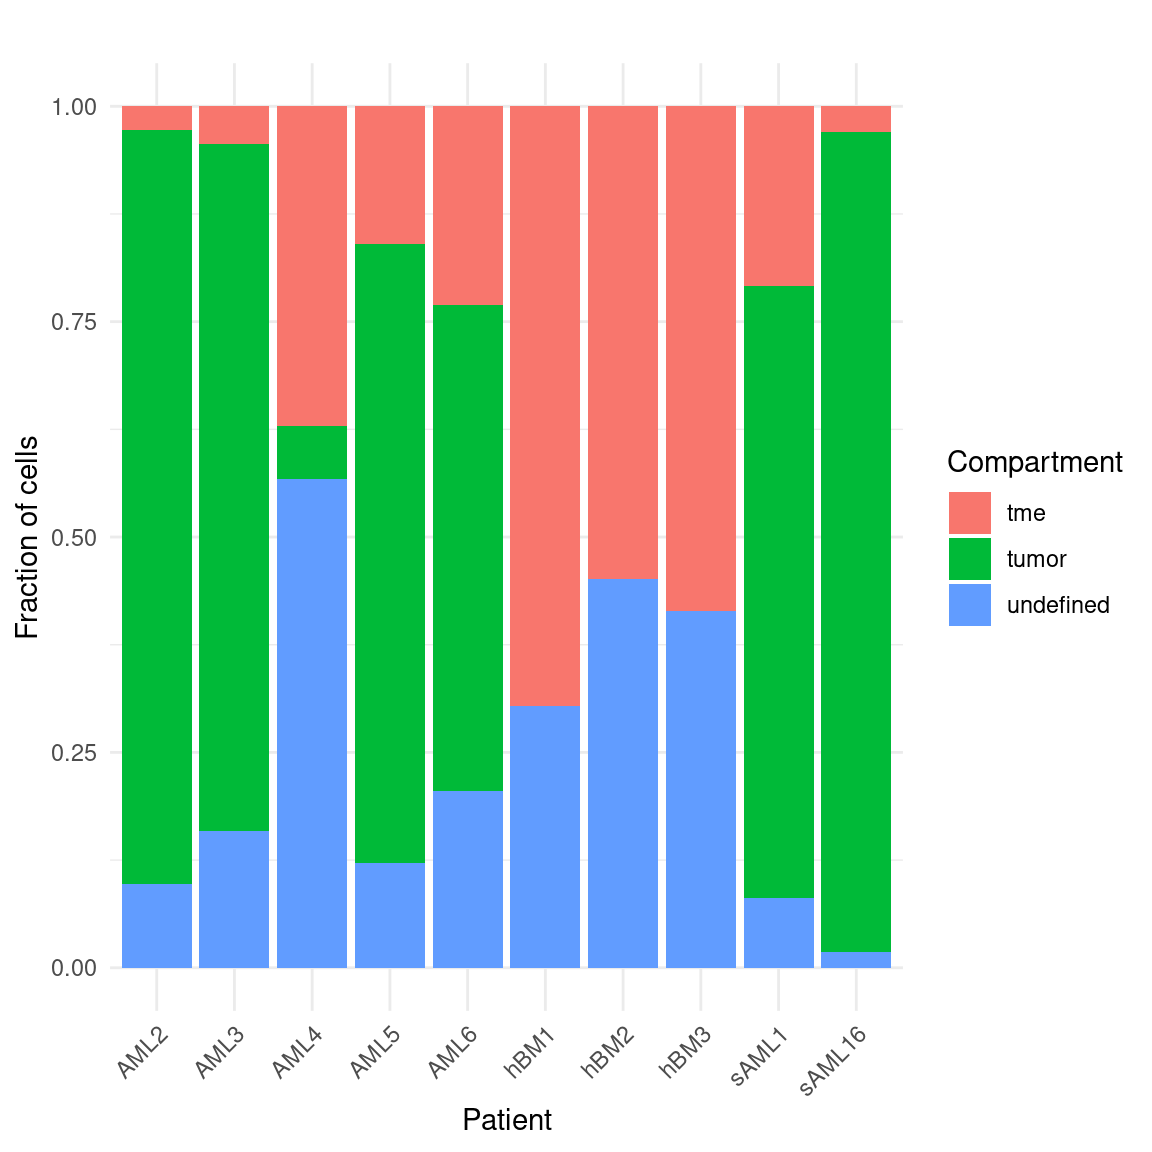 1.00
0.75
0.50
0.25
0.00
Fraction of cells
AML2
AML3
AML4
AML5
AML6
hBM1
hBM2
hBM3
sAML1
sAML16
Patient
Compartment
tme
tumor
undefined